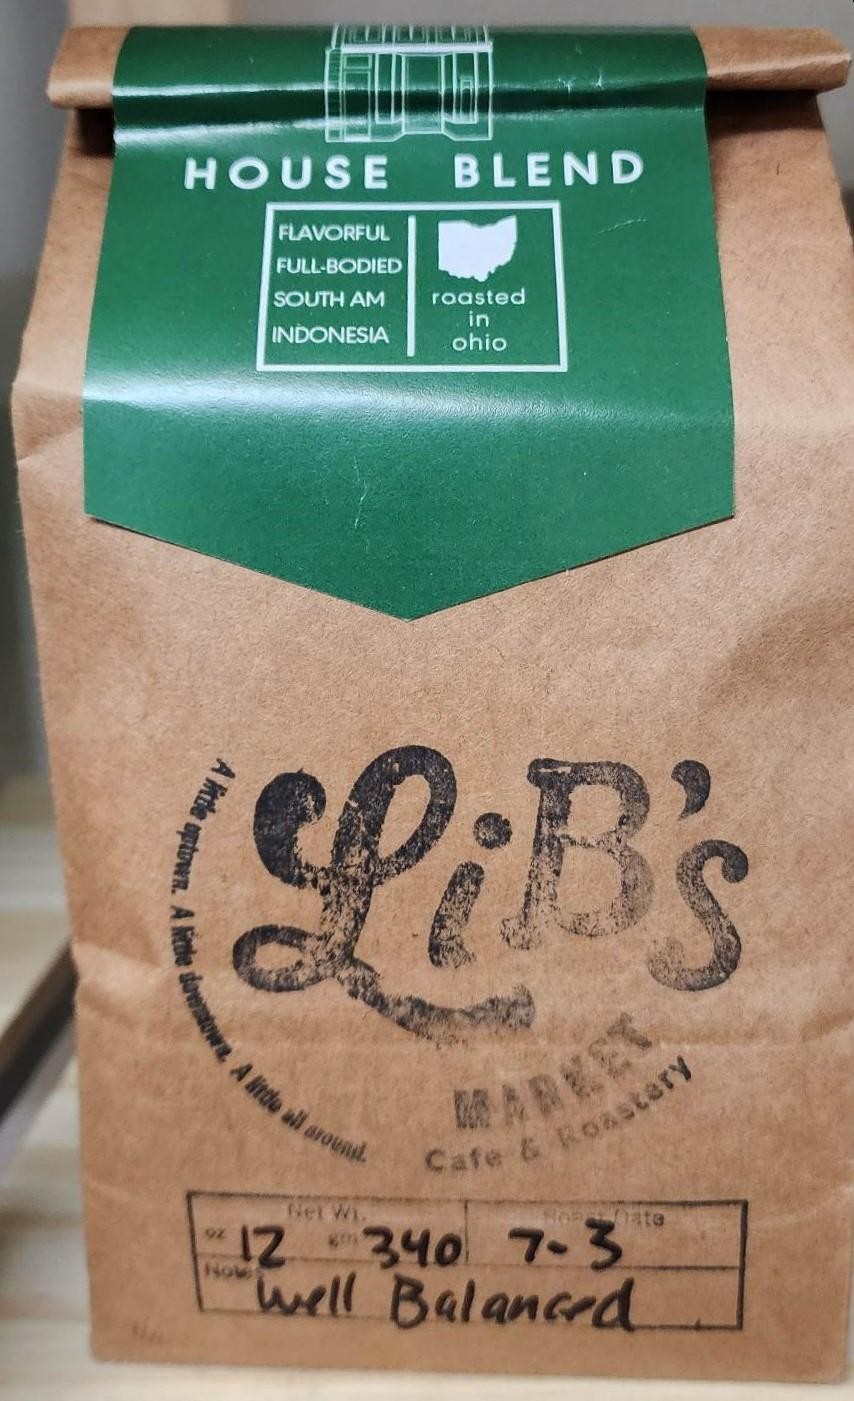 HOUSE BLEND
FLAVORFUL
FULL-BODIED
SOUTH AM
INDONESIA
roasted
in
ohio
LiB's
A little uptown. A little downtown. A little all around.
MARKET
Cafe & Roastery
Net Wt. Roast Date
oz 12 gm 340 7-3
Notes
Well Balanced